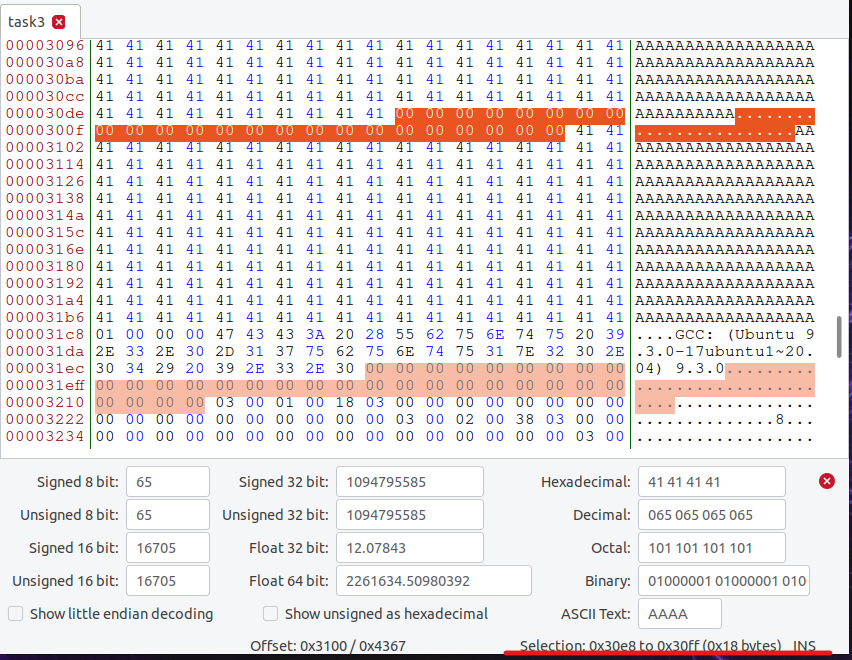 task3
00003096 41 41 41 41 41 41 41 41 41 41 41 41 41 41 41 41 41 41 AAAAAAAAAAAAAAAAAA
000030a8 41 41 41 41 41 41 41 41 41 41 41 41 41 41 41 41 41 41 AAAAAAAAAAAAAAAAAA
000030ba 41 41 41 41 41 41 41 41 41 41 41 41 41 41 41 41 41 41 AAAAAAAAAAAAAAAAAA
000030cc 41 41 41 41 41 41 41 41 41 41 41 41 41 41 41 41 41 41 AAAAAAAAAAAAAAAAAA
000030de 41 41 41 41 41 41 41 41 41 41 00 00 00 00 00 00 00 00 AAAAAAAAAA........
0000300f 00 00 00 00 00 00 00 00 00 00 00 00 00 00 00 00 41 41 ................AA
00003102 41 41 41 41 41 41 41 41 41 41 41 41 41 41 41 41 41 41 AAAAAAAAAAAAAAAAAA
00003114 41 41 41 41 41 41 41 41 41 41 41 41 41 41 41 41 41 41 AAAAAAAAAAAAAAAAAA
00003126 41 41 41 41 41 41 41 41 41 41 41 41 41 41 41 41 41 41 AAAAAAAAAAAAAAAAAA
00003138 41 41 41 41 41 41 41 41 41 41 41 41 41 41 41 41 41 41 AAAAAAAAAAAAAAAAAA
0000314a 41 41 41 41 41 41 41 41 41 41 41 41 41 41 41 41 41 41 AAAAAAAAAAAAAAAAAA
0000315c 41 41 41 41 41 41 41 41 41 41 41 41 41 41 41 41 41 41 AAAAAAAAAAAAAAAAAA
0000316e 41 41 41 41 41 41 41 41 41 41 41 41 41 41 41 41 41 41 AAAAAAAAAAAAAAAAAA
00003180 41 41 41 41 41 41 41 41 41 41 41 41 41 41 41 41 41 41 AAAAAAAAAAAAAAAAAA
00003192 41 41 41 41 41 41 41 41 41 41 41 41 41 41 41 41 41 41 AAAAAAAAAAAAAAAAAA
000031a4 41 41 41 41 41 41 41 41 41 41 41 41 41 41 41 41 41 41 AAAAAAAAAAAAAAAAAA
000031b6 41 41 41 41 41 41 41 41 41 41 41 41 41 41 41 41 41 41 AAAAAAAAAAAAAAAAAA
000031c8 01 00 00 00 47 43 43 3A 20 28 55 62 75 6E 74 75 20 39 ....GCC: (Ubuntu 9
000031da 2E 33 2E 30 2D 31 37 75 62 75 6E 74 75 31 7E 32 30 2E .3.0-17ubuntu1~20.
000031ec 30 34 29 20 39 2E 33 2E 30 00 00 00 00 00 00 00 00 00 04) 9.3.0.........
000031eff 00 00 00 00 00 00 00 00 00 00 00 00 00 00 00 00 00 00 ..................
00003210 00 00 00 00 03 00 01 00 18 03 00 00 00 00 00 00 00 00 ..................
00003222 00 00 00 00 00 00 00 00 00 00 03 00 02 00 38 03 00 00 ..............8...
00003234 00 00 00 00 00 00 00 00 00 00 00 00 00 00 00 00 03 00 ..................
Signed 8 bit: 65 Signed 32 bit: 1094795585 Hexadecimal: 41 41 41 41
Unsigned 8 bit: 65 Unsigned 32 bit: 1094795585 Decimal: 065 065 065 065
Signed 16 bit: 16705 Float 32 bit: 12.07843 Octal: 101 101 101 101
Unsigned 16 bit: 16705 Float 64 bit: 2261634.50980392 Binary: 01000001 01000001 010
Show little endian decoding Show unsigned as hexadecimal ASCII Text: AAAA
Offset: 0x3100 / 0x4367 Selection: 0x30e8 to 0x30ff (0x18 bytes) INS